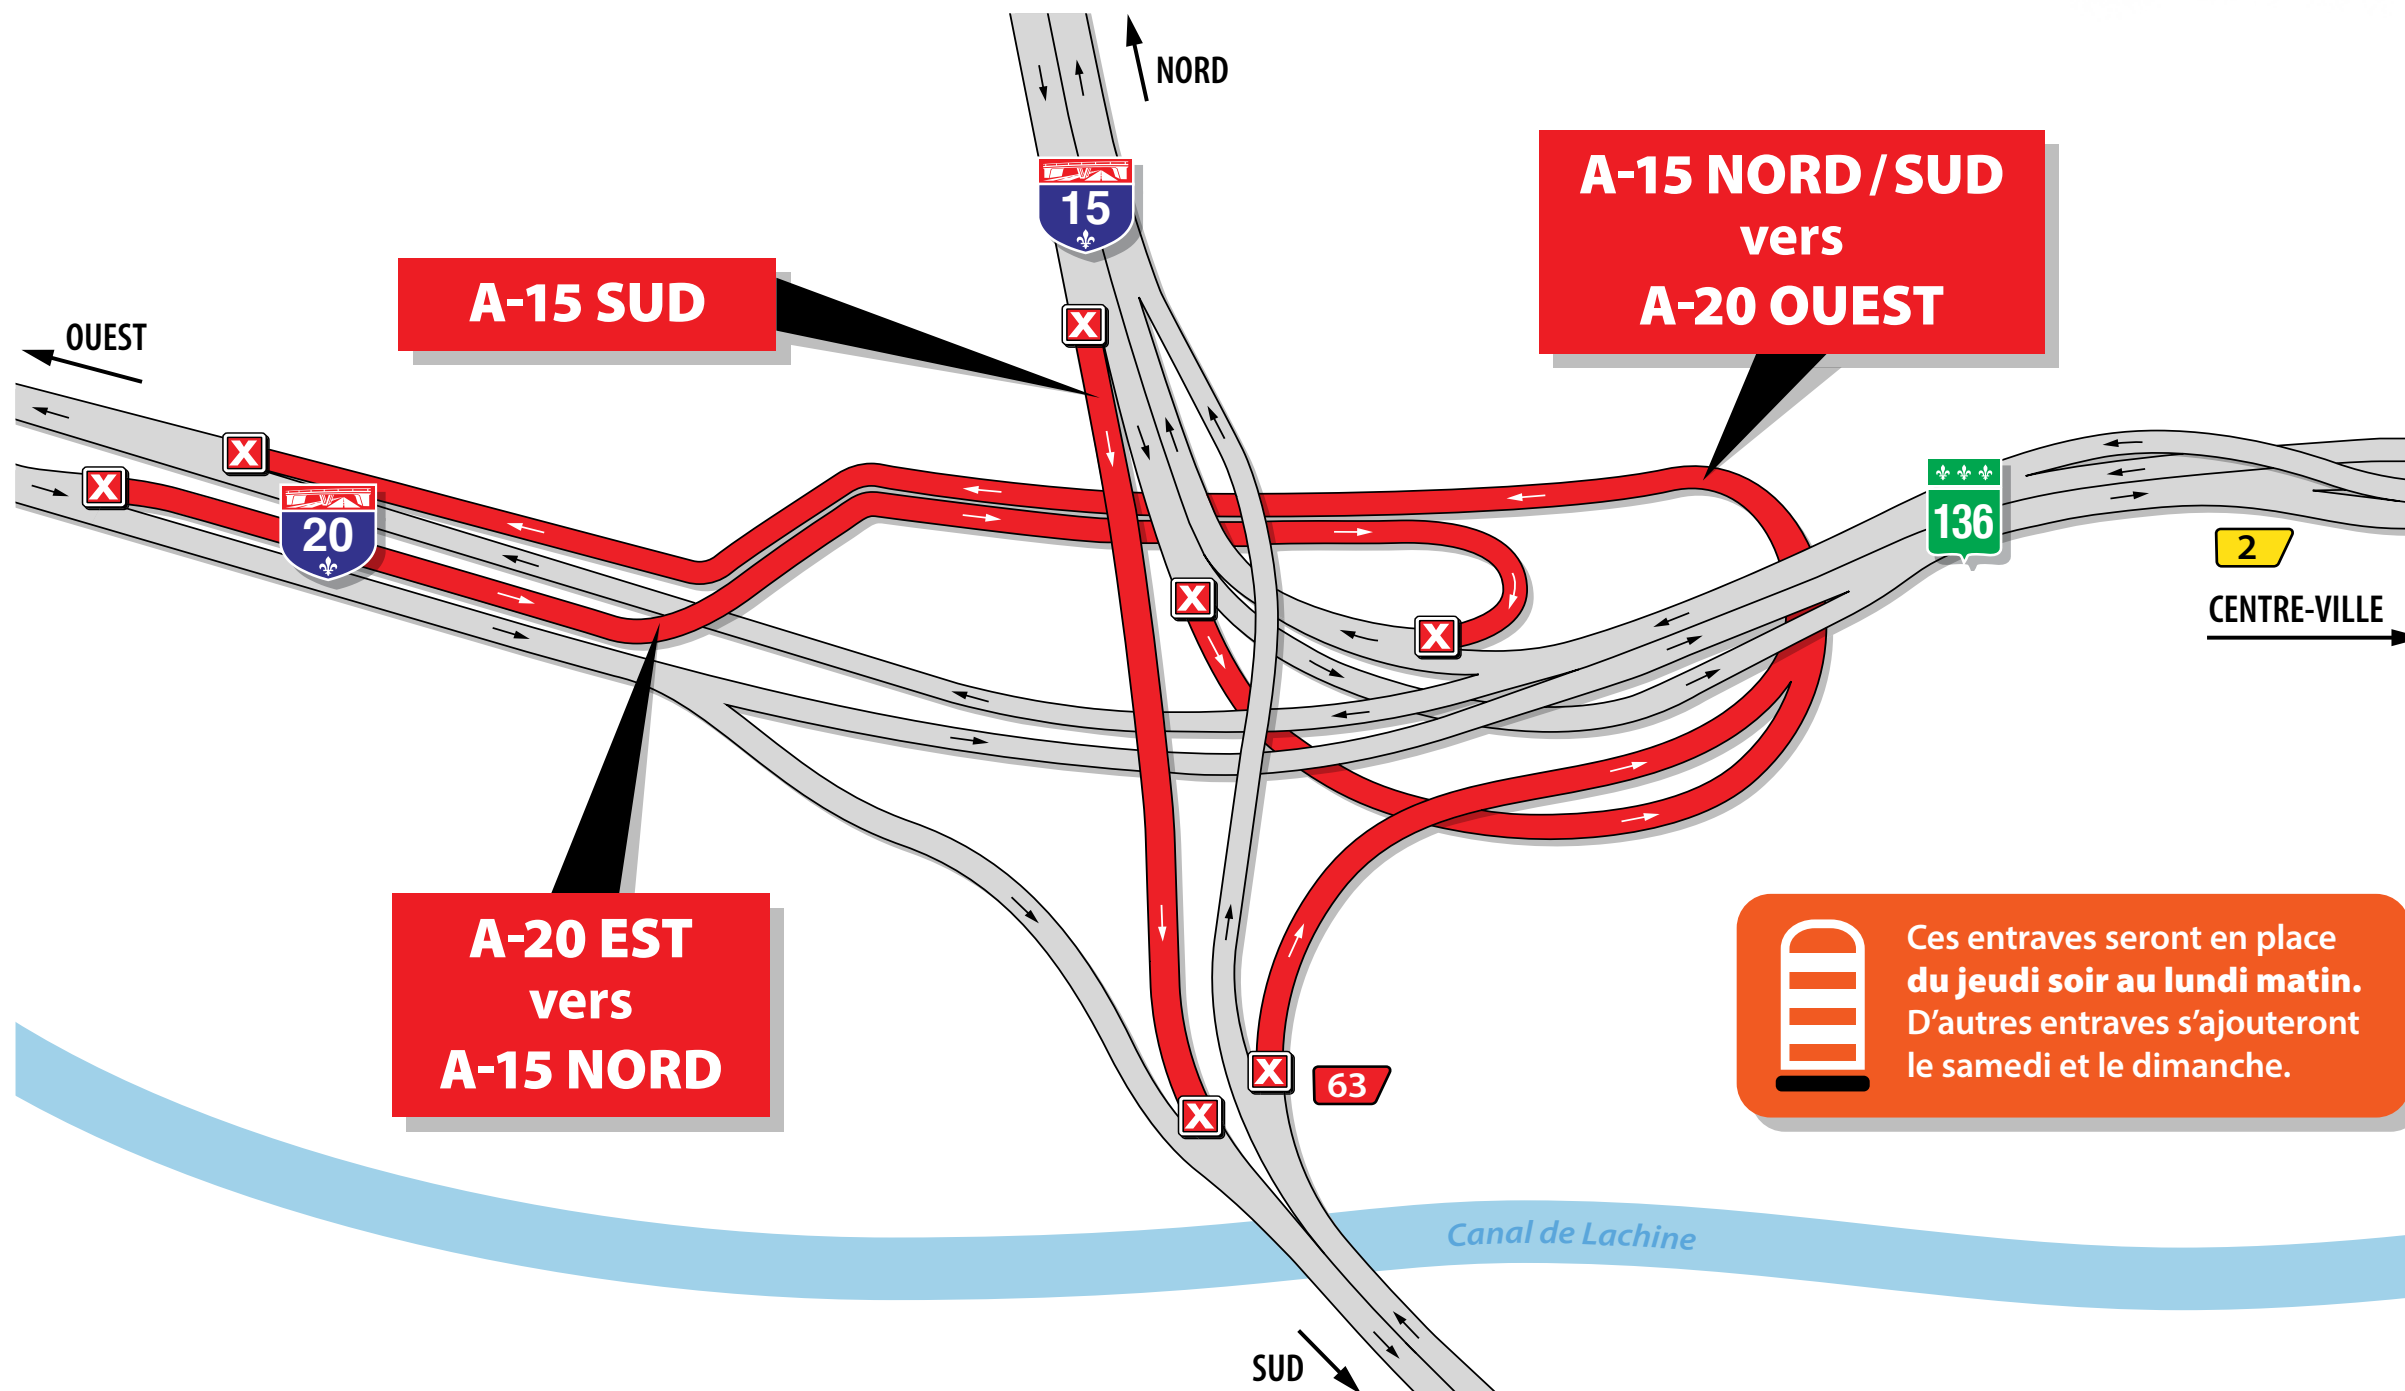 NORD
15
A-15 NORD / SUD
vers
A-20 OUEST
A-15 SUD
OUEST
20
136
2
CENTRE-VILLE
A-20 EST
vers
A-15 NORD
Ces entraves seront en place
du jeudi soir au lundi matin.
D’autres entraves s’ajouteront
le samedi et le dimanche.
63
Canal de Lachine
SUD
X
X
X
X
X
X
X